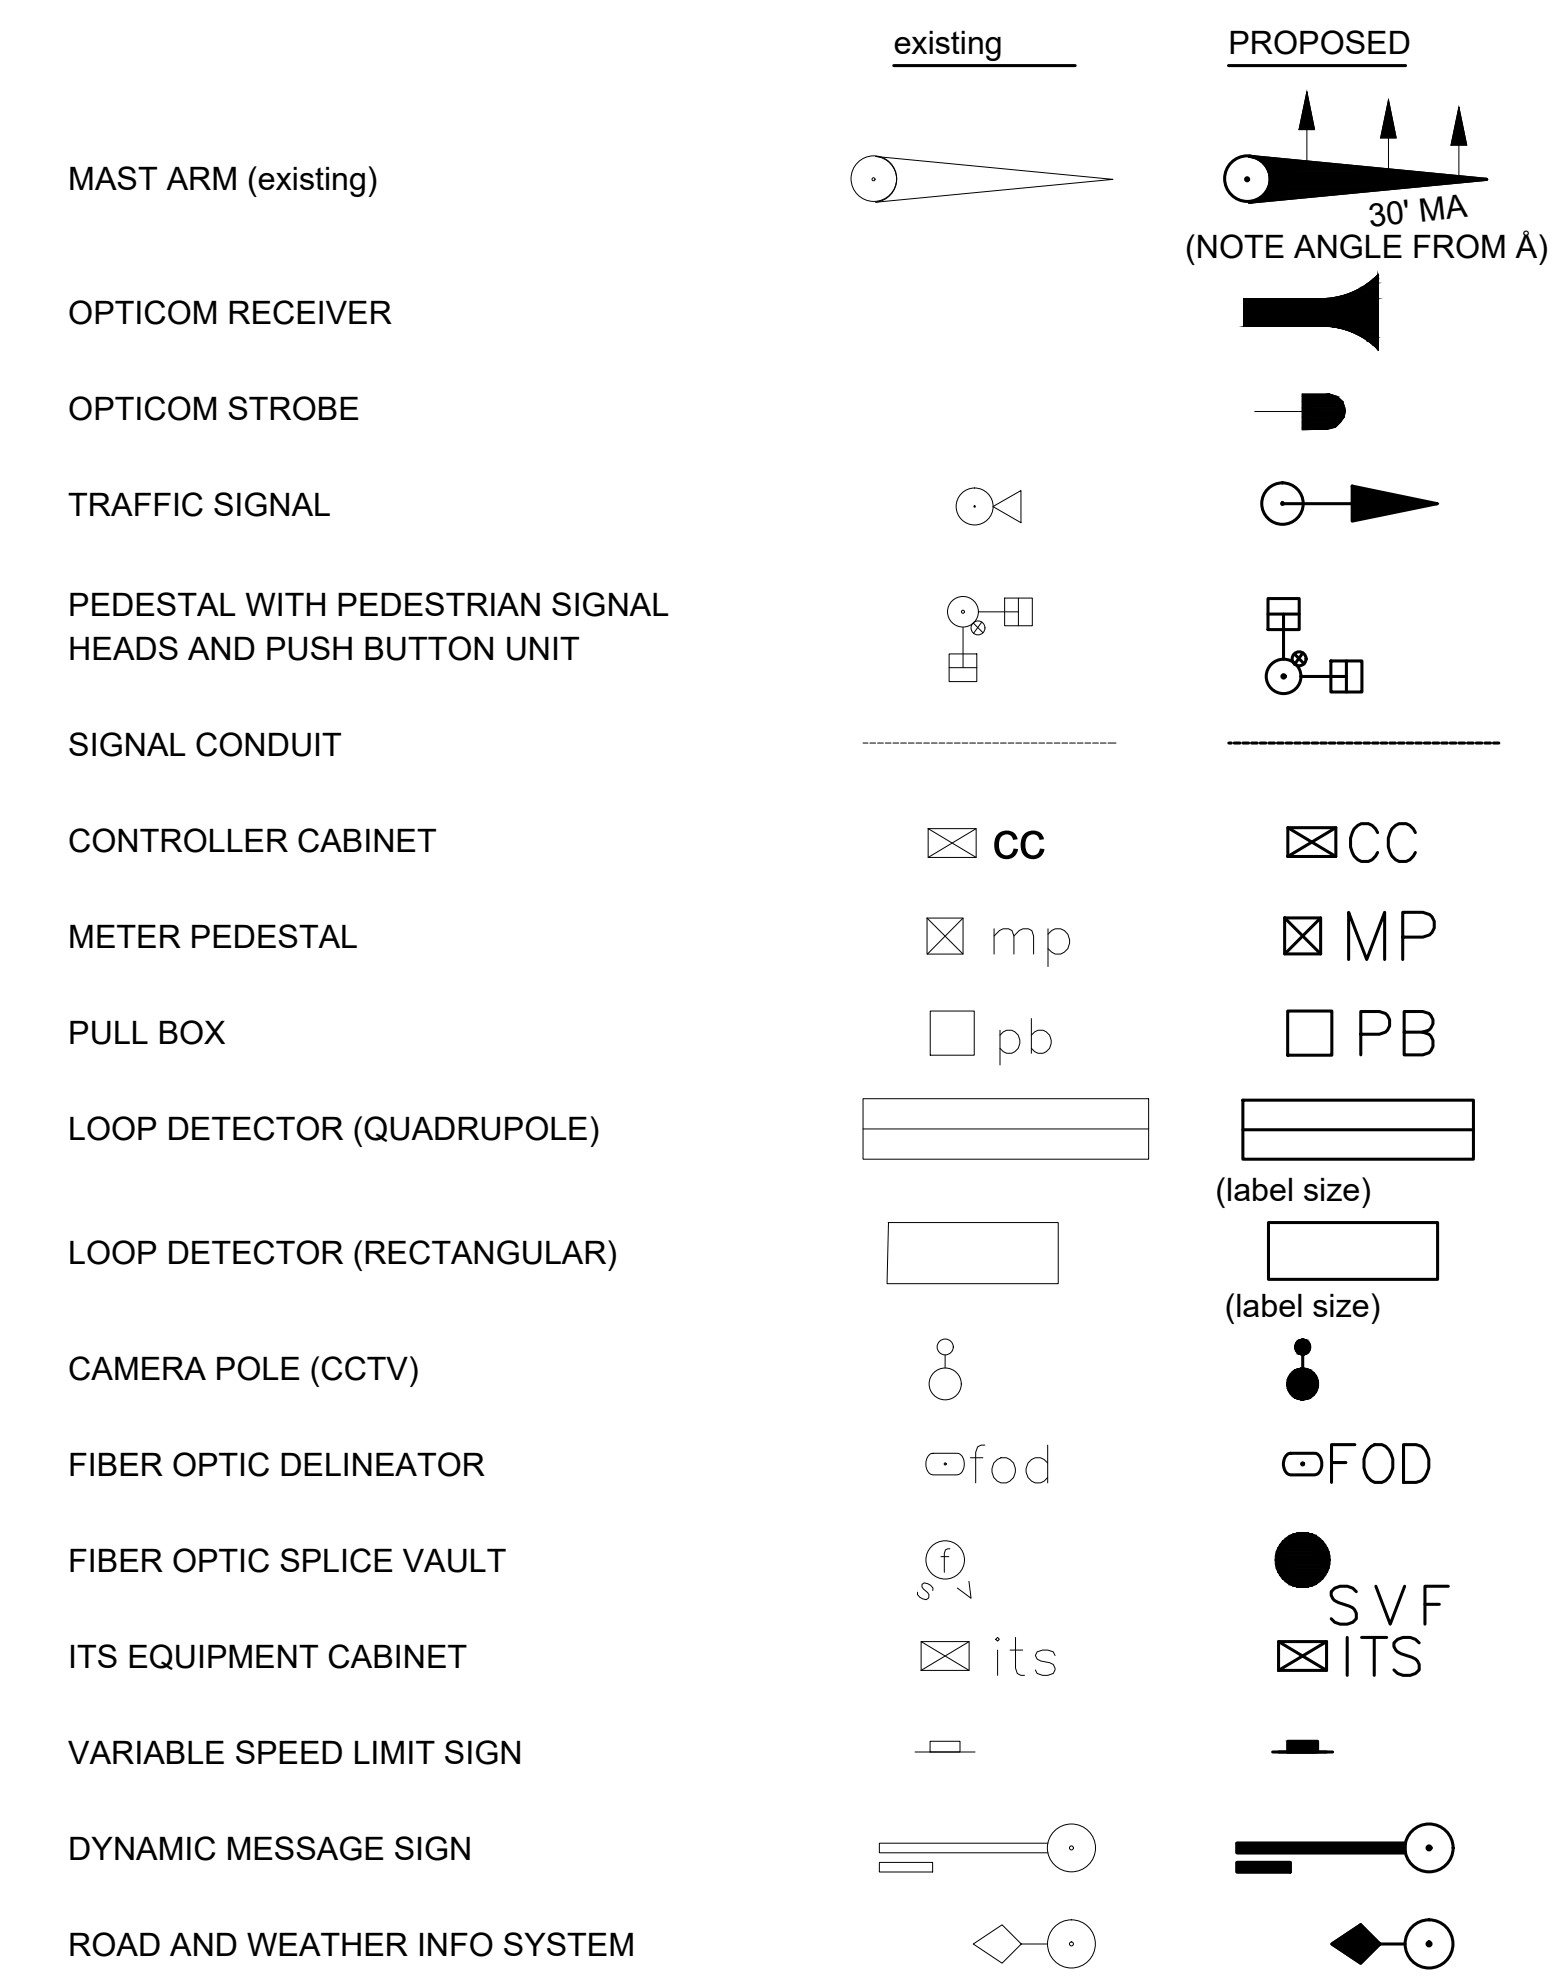 existing PROPOSED
MAST ARM (existing)
30' MA
(NOTE ANGLE FROM Å)
OPTICOM RECEIVER
OPTICOM STROBE
TRAFFIC SIGNAL
PEDESTAL WITH PEDESTRIAN SIGNAL
HEADS AND PUSH BUTTON UNIT
SIGNAL CONDUIT
CONTROLLER CABINET cc CC
METER PEDESTAL mp MP
PULL BOX pb PB
LOOP DETECTOR (QUADRUPOLE)
(label size)
LOOP DETECTOR (RECTANGULAR)
(label size)
CAMERA POLE (CCTV)
FIBER OPTIC DELINEATOR fod FOD
FIBER OPTIC SPLICE VAULT f
s v SVF
ITS EQUIPMENT CABINET its ITS
VARIABLE SPEED LIMIT SIGN
DYNAMIC MESSAGE SIGN
ROAD AND WEATHER INFO SYSTEM